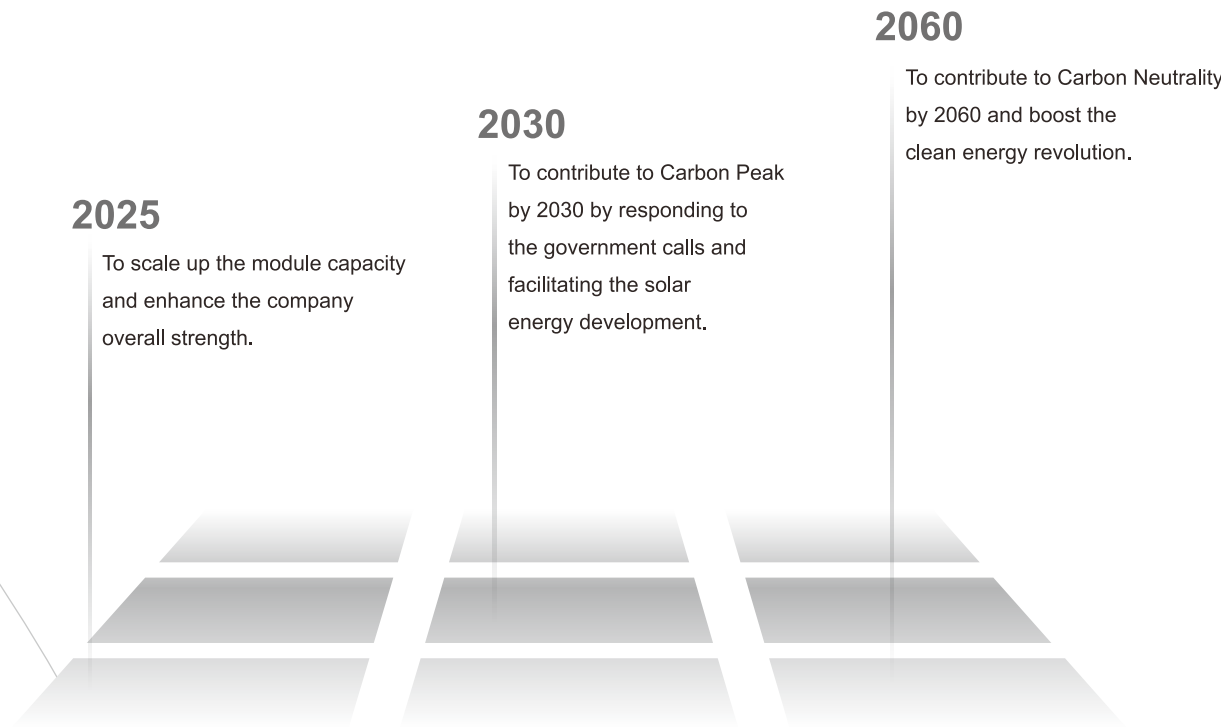 2025
To scale up the module capacity
and enhance the company
overall strength.
2030
To contribute to Carbon Peak
by 2030 by responding to
the government calls and
facilitating the solar
energy development.
2060
To contribute to Carbon Neutrality
by 2060 and boost the
clean energy revolution.